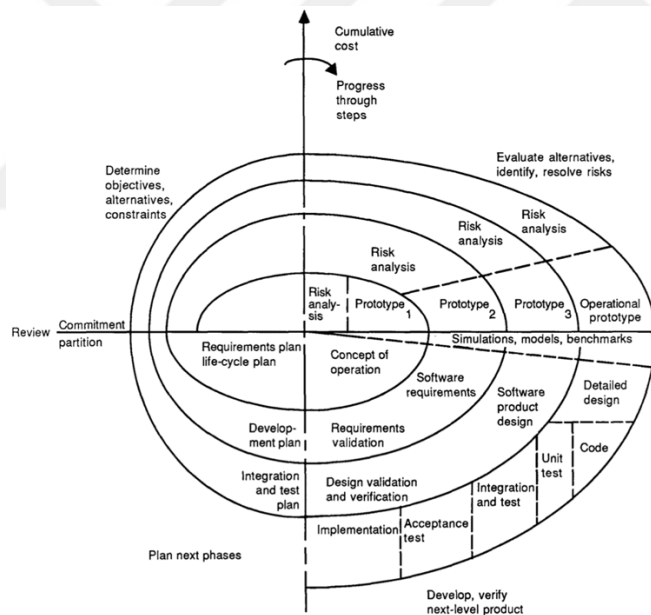 Cumulative
cost
Progress
through
steps
Determine
objectives,
alternatives,
constraints
Evaluate alternatives,
identify, resolve risks
Risk
analysis
Risk
analysis
Risk
analysis
Risk
analy-
sis
Prototype
1
Prototype
2
Prototype
3
Operational
prototype
Review
Commitment
partition
Simulations, models, benchmarks
Requirements plan
life-cycle plan
Concept of
operation
Software
requirements
Software
product
design
Detailed
design
Develop-
ment plan
Requirements
validation
Code
Unit
test
Integration
and test
plan
Design validation
and verification
Integration
and test
Acceptance
test
Implementation
Plan next phases
Develop, verify
next-level product